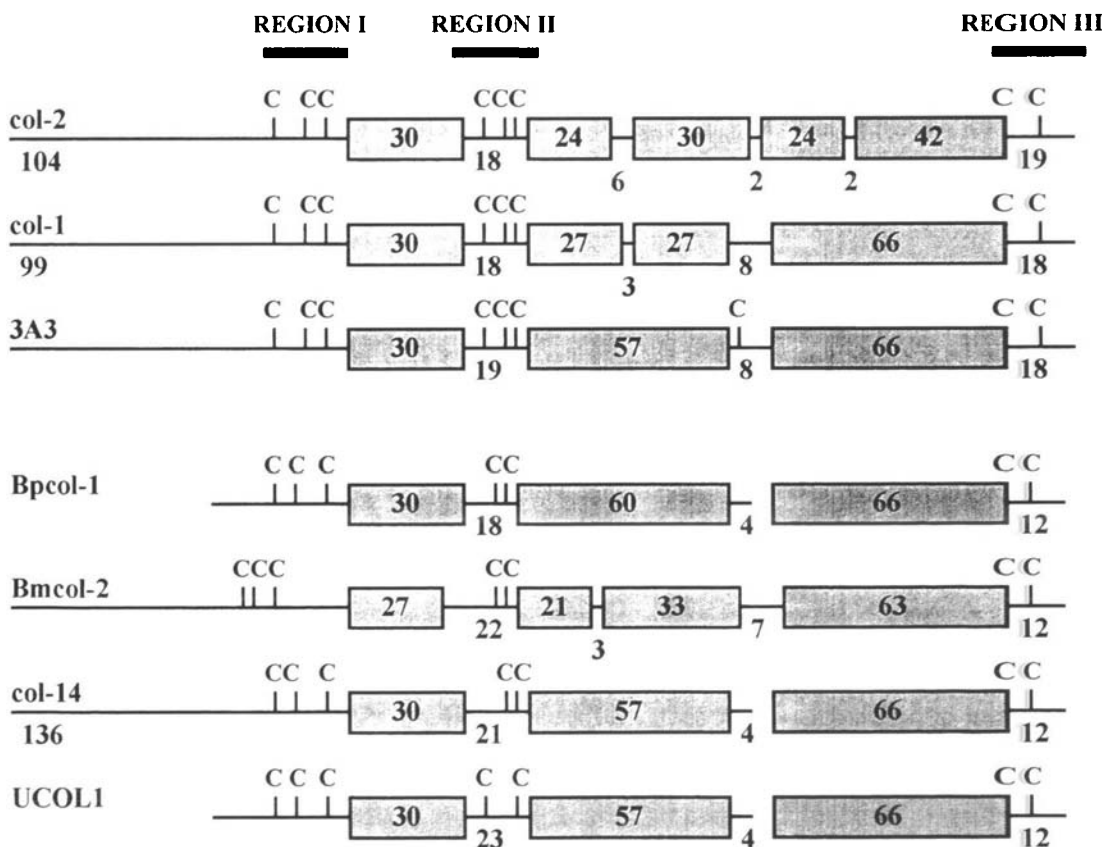 REGION I REGION II REGION III
C CC CCC C C
col-2 30 24 30 24 42
104 18 6 2 2 19
C CC CCC C C
col-1 30 27 27 66
99 18 3 8 18
C CC CCC C C C
3A3 30 57 66
19 8 18
C C C CC C C
Bpcol-1 30 60 66
18 4 12
CCC CC C C
Bmcol-2 27 21 33 63
22 3 7 12
CC C CC C C
col-14 30 57 66
136 21 4 12
C C C C C C C
UCOL1 30 57 66
23 4 12